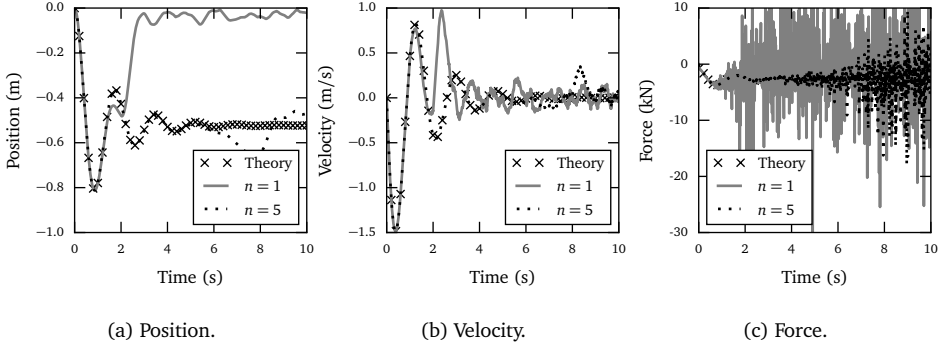 0.0
−0.2
−0.4
−0.6
−0.8
−1.0
Position (m)
0 2 4 6 8 10
Time (s)
Theory
n = 1
n = 5
(a) Position.
1.0
0.5
0.0
−0.5
−1.0
−1.5
Velocity (m/s)
0 2 4 6 8 10
Time (s)
Theory
n = 1
n = 5
(b) Velocity.
10
0
−10
−20
-30
Force (kN)
0 2 4 6 8 10
Time (s)
Theory
n = 1
n = 5
(c) Force.